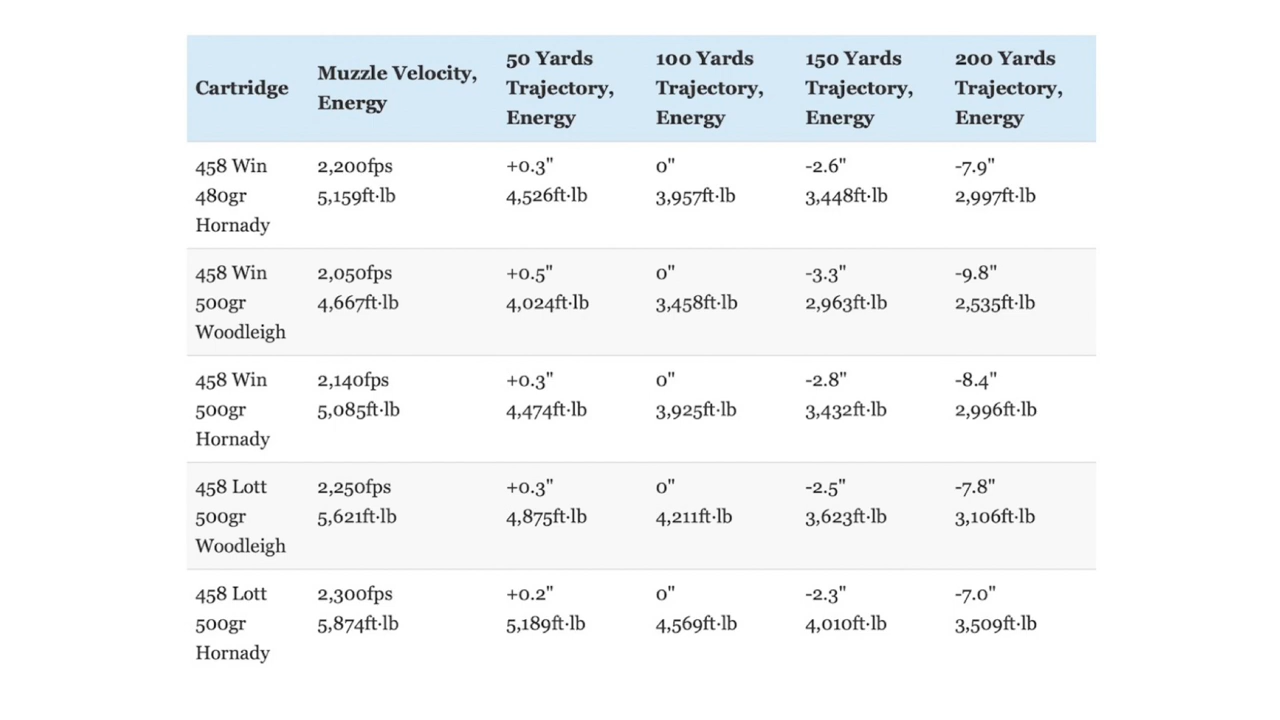 Cartridge
Muzzle Velocity,
Energy
50 Yards
Trajectory,
Energy
100 Yards
Trajectory,
Energy
150 Yards
Trajectory,
Energy
200 Yards
Trajectory,
Energy
458 Win
480gr
Hornady
2,200fps
5,159ft·lb
+0.3"
4,526ft·lb
0"
3,957ft·lb
-2.6"
3,448ft·lb
-7.9"
2,997ft·lb
458 Win
500gr
Woodleigh
2,050fps
4,667ft·lb
+0.5"
4,024ft·lb
0"
3,458ft·lb
-3.3"
2,963ft·lb
-9.8"
2,535ft·lb
458 Win
500gr
Hornady
2,140fps
5,085ft·lb
+0.3"
4,474ft·lb
0"
3,925ft·lb
-2.8"
3,432ft·lb
-8.4"
2,996ft·lb
458 Lott
500gr
Woodleigh
2,250fps
5,621ft·lb
+0.3"
4,875ft·lb
0"
4,211ft·lb
-2.5"
3,623ft·lb
-7.8"
3,106ft·lb
458 Lott
500gr
Hornady
2,300fps
5,874ft·lb
+0.2"
5,189ft·lb
0"
4,569ft·lb
-2.3"
4,010ft·lb
-7.0"
3,509ft·lb